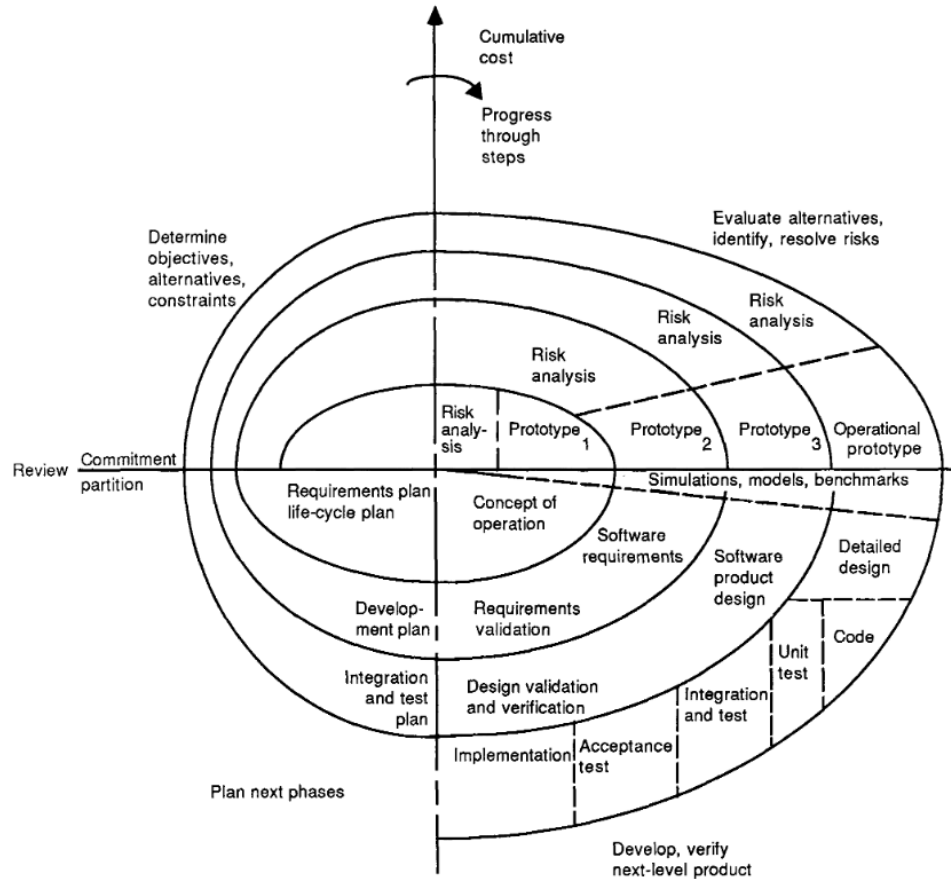 Cumulative
cost
Progress
through
steps
Evaluate alternatives,
identify, resolve risks
Determine
objectives,
alternatives,
constraints
Risk
analysis
Risk
analysis
Risk
analysis
Risk
analy-
sis
Prototype 1
Prototype 2
Prototype 3
Operational
prototype
Review
Commitment
partition
Simulations, models, benchmarks
Requirements plan
life-cycle plan
Concept of
operation
Software
requirements
Software
product
design
Detailed
design
Develop-
ment plan
Requirements
validation
Code
Unit
test
Integration
and test
plan
Design validation
and verification
Integration
and test
Acceptance
test
Implementation
Plan next phases
Develop, verify
next-level product